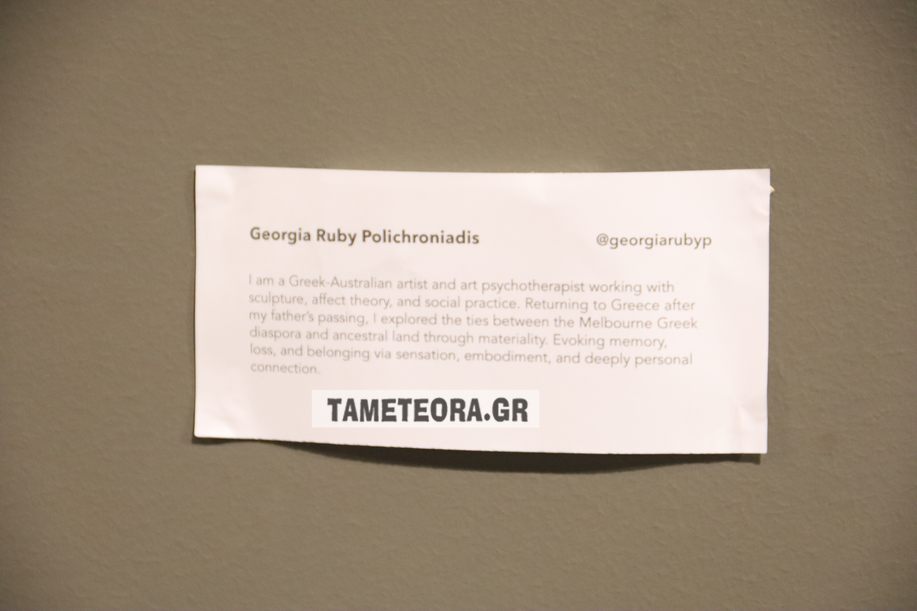 Georgia Ruby Polichroniadis @georgiarubyp
I am a Greek-Australian artist and art psychotherapist working with
sculpture, affect theory, and social practice. Returning to Greece after
my father's passing, I explored the ties between the Melbourne Greek
diaspora and ancestral land through materiality. Evoking memory,
loss, and belonging via sensation, embodiment, and deeply personal
connection.
TAMETEORA.GR